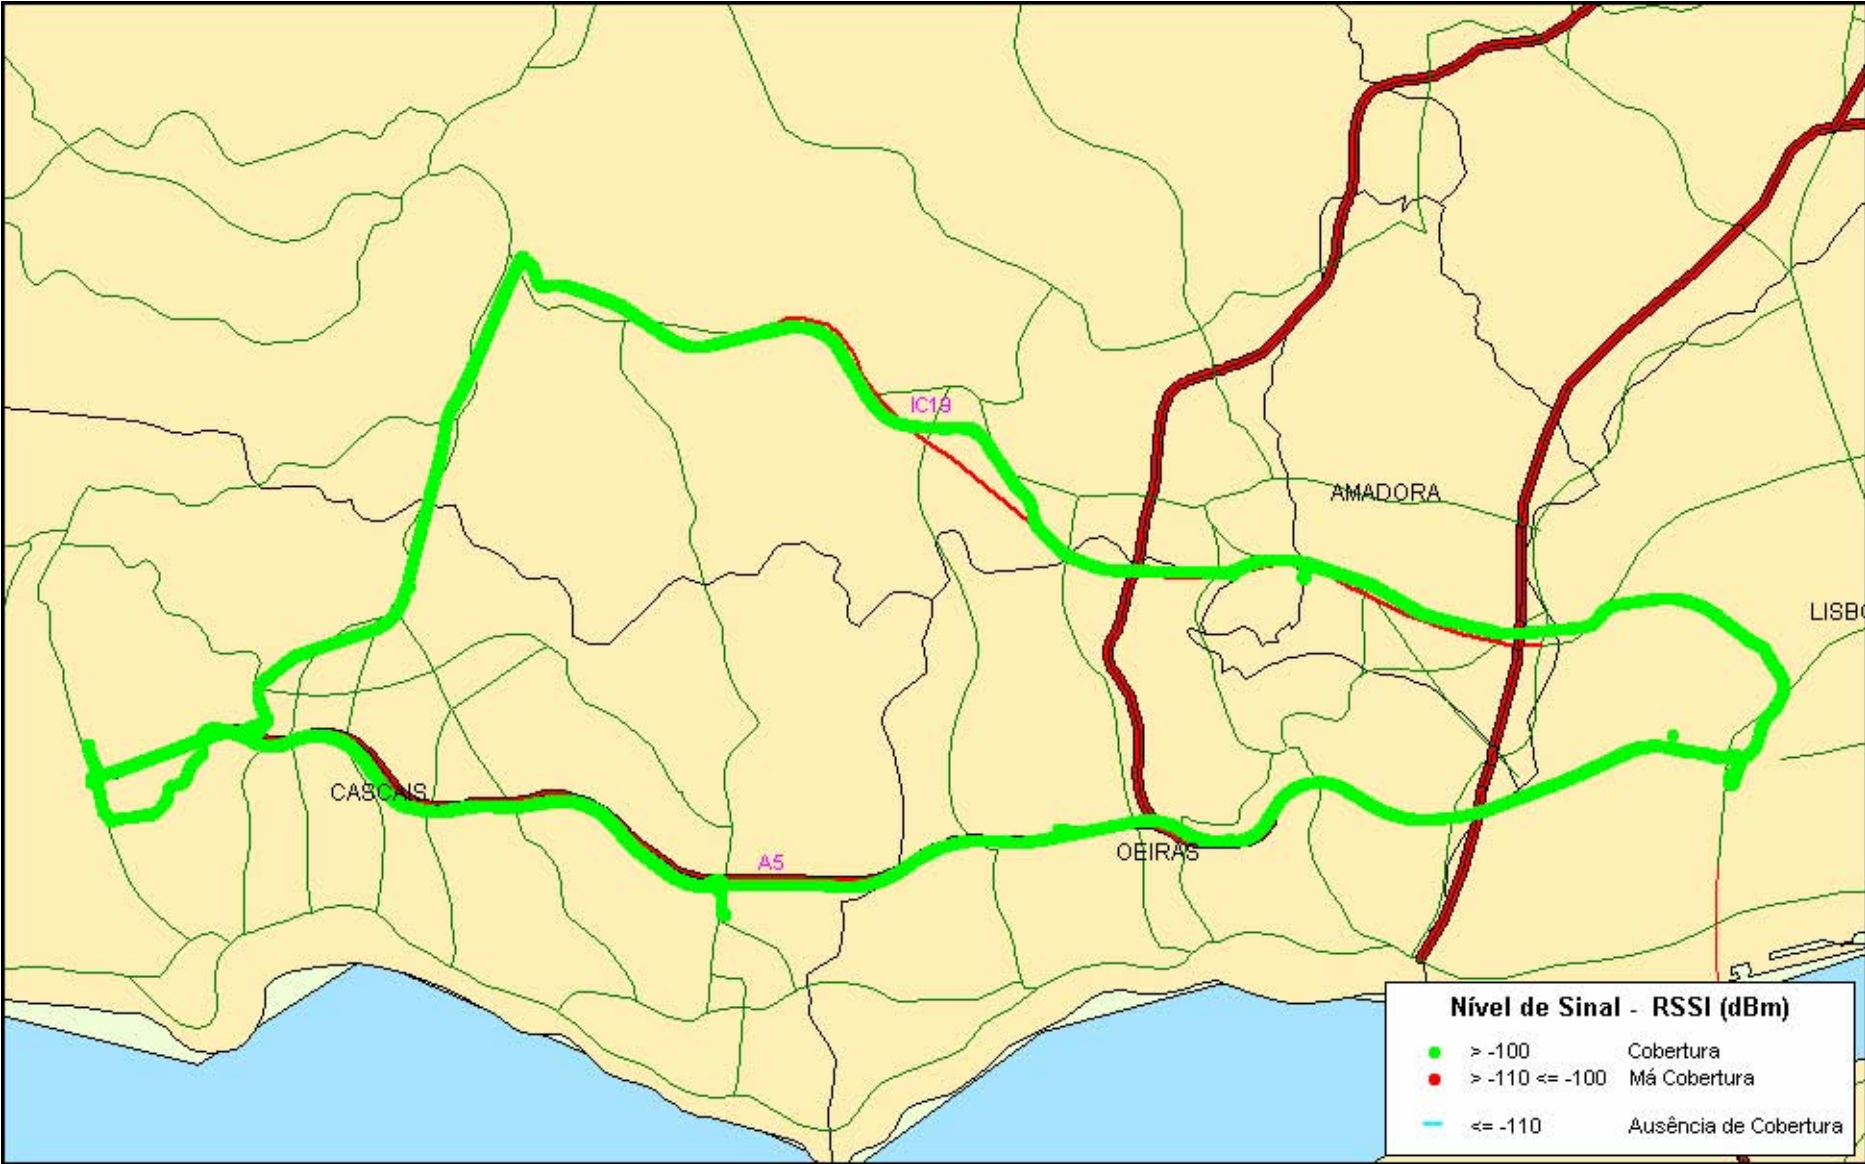 IC19
AMADORA
LISBO
CASCAIS
A5
OEIRAS
Nível de Sinal - RSSI (dBm)
> -100 Cobertura
> -110 <= -100 Má Cobertura
<= -110 Ausência de Cobertura